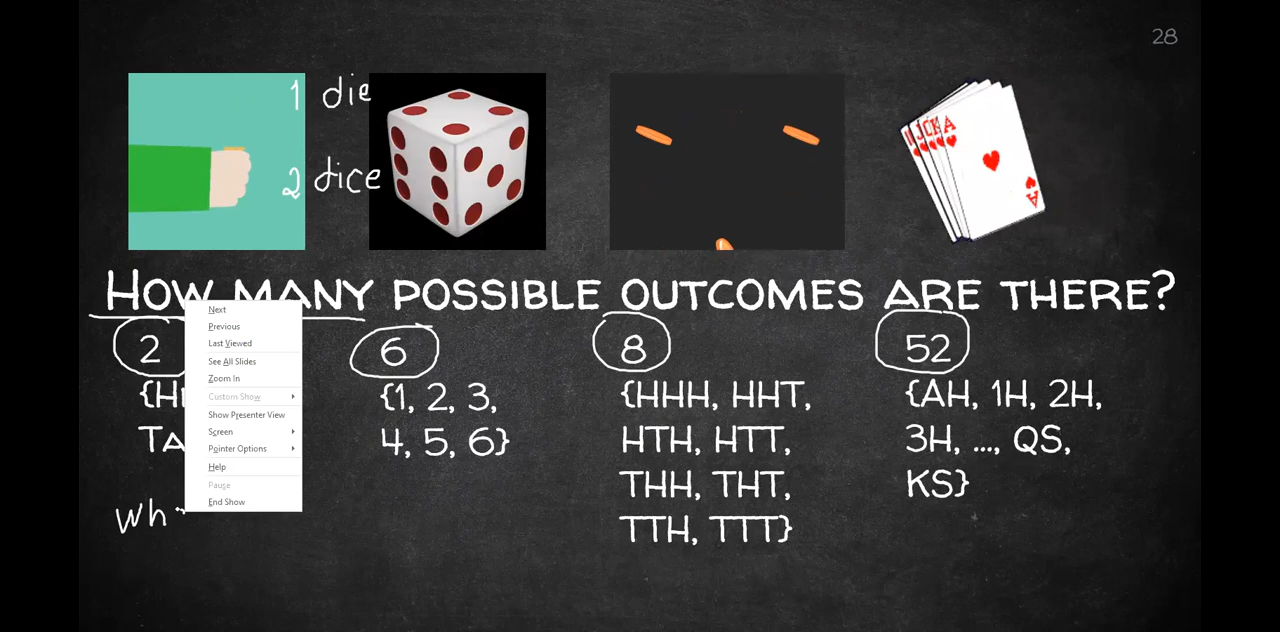 28
1 die
2 dice
J K A
A
HOW MANY POSSIBLE OUTCOMES ARE THERE?
2
TA
Wh
Next
Previous
Last Viewed
See All Slides
Zoom In
Custom Show
Show Presenter View
Screen
Pointer Options
Help
Pause
End Show
6
{1, 2, 3,
4, 5, 6}
8
{HHH, HHT,
HTH, HTT,
THH, THT,
TTH, TTT}
52
{AH, 1H, 2H,
3H, ..., QS,
KS}